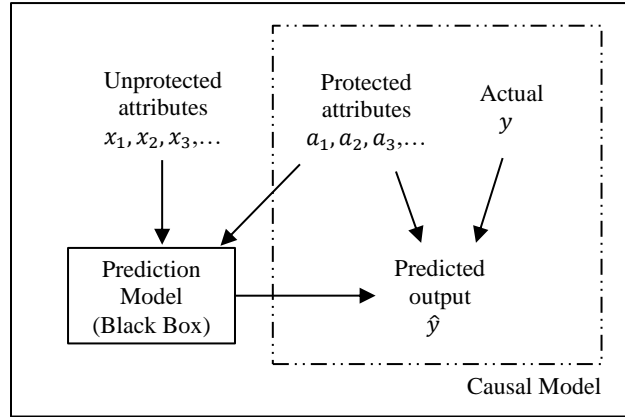 Unprotected
attributes
x₁, x₂, x₃,…
Protected
attributes
a₁, a₂, a₃,…
Actual
y
Prediction
Model
(Black Box)
Predicted
output
ŷ
Causal Model